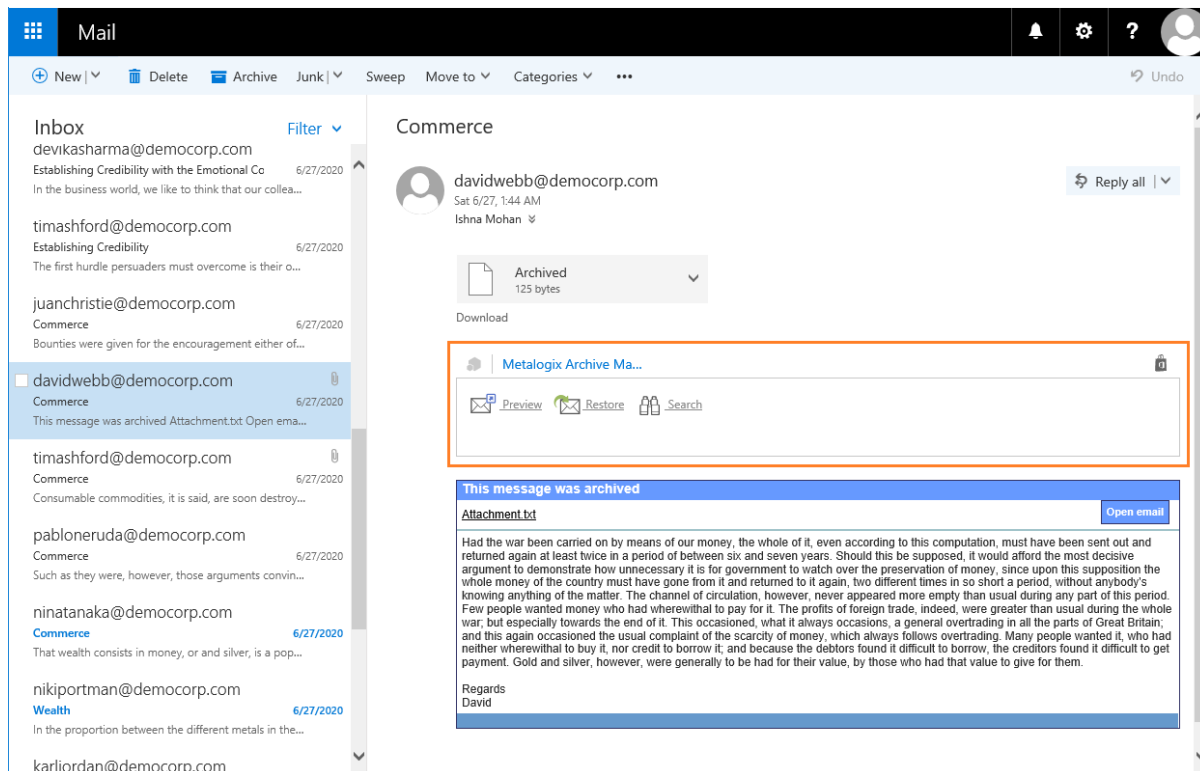 Mail
?
New
Delete
Archive
Junk
Sweep
Move to
Categories
•••
Undo
Inbox
Filter
devikasharma@democorp.com
Establishing Credibility with the Emotional Cc 6/27/2020
In the business world, we like to think that our collea...
timashford@democorp.com
Establishing Credibility 6/27/2020
The first hurdle persuaders must overcome is their o...
juanchristie@democorp.com
Commerce 6/27/2020
Bounties were given for the encouragement either of...
davidwebb@democorp.com
Commerce 6/27/2020
This message was archived Attachment.txt Open ema...
timashford@democorp.com
Commerce 6/27/2020
Consumable commodities, it is said, are soon destroy...
pabloneruda@democorp.com
Commerce 6/27/2020
Such as they were, however, those arguments convin...
ninatanaka@democorp.com
Commerce 6/27/2020
That wealth consists in money, or and silver, is a pop...
nikiportman@democorp.com
Wealth 6/27/2020
In the proportion between the different metals in the...
karljordan@democorp.com
Commerce
davidwebb@democorp.com
Sat 6/27, 1:44 AM
Ishna Mohan
Reply all
Archived
125 bytes
Download
Metalogix Archive Ma...
Preview Restore Search
This message was archived
Attachment.txt
Open email
Had the war been carried on by means of our money, the whole of it, even according to this computation, must have been sent out and
returned again at least twice in a period of between six and seven years. Should this be supposed, it would afford the most decisive
argument to demonstrate how unnecessary it is for government to watch over the preservation of money, since upon this supposition the
whole money of the country must have gone from it and returned to it again, two different times in so short a period, without anybody's
knowing anything of the matter. The channel of circulation, however, never appeared more empty than usual during any part of this period.
Few people wanted money who had wherewithal to pay for it. The profits of foreign trade, indeed, were greater than usual during the whole
war; but especially towards the end of it. This occasioned, what it always occasions, a general overtrading in all the parts of Great Britain;
and this again occasioned the usual complaint of the scarcity of money, which always follows overtrading. Many people wanted it, who had
neither wherewithal to buy it, nor credit to borrow it; and because the debtors found it difficult to borrow, the creditors found it difficult to get
payment. Gold and silver, however, were generally to be had for their value, by those who had that value to give for them.
Regards
David